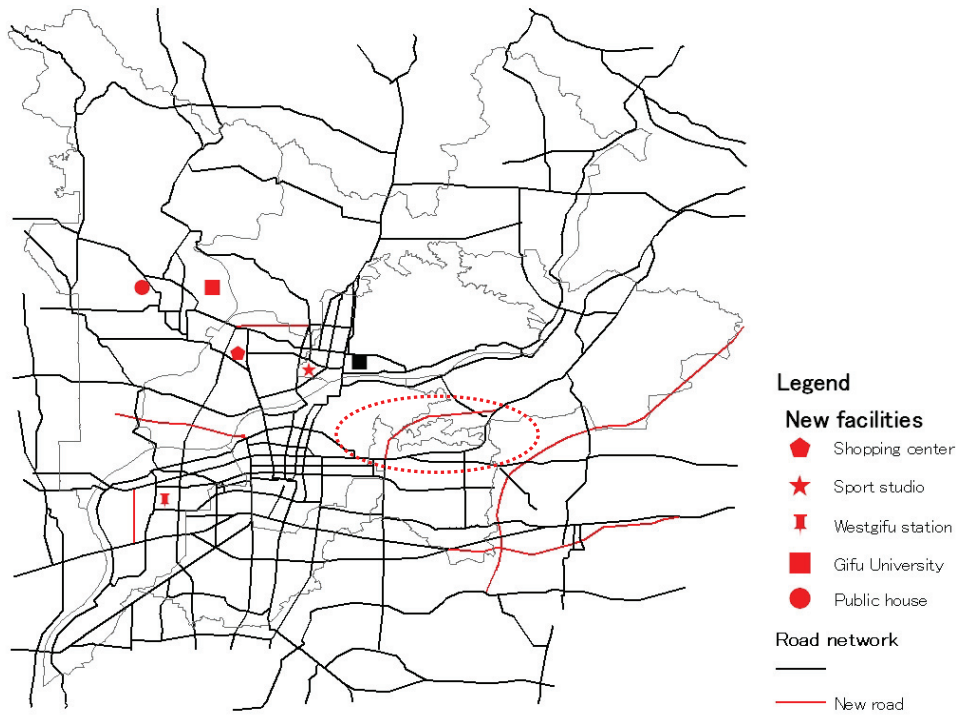 Legend
New facilities
Shopping center
Sport studio
Westgifu station
Gifu University
Public house
Road network
New road